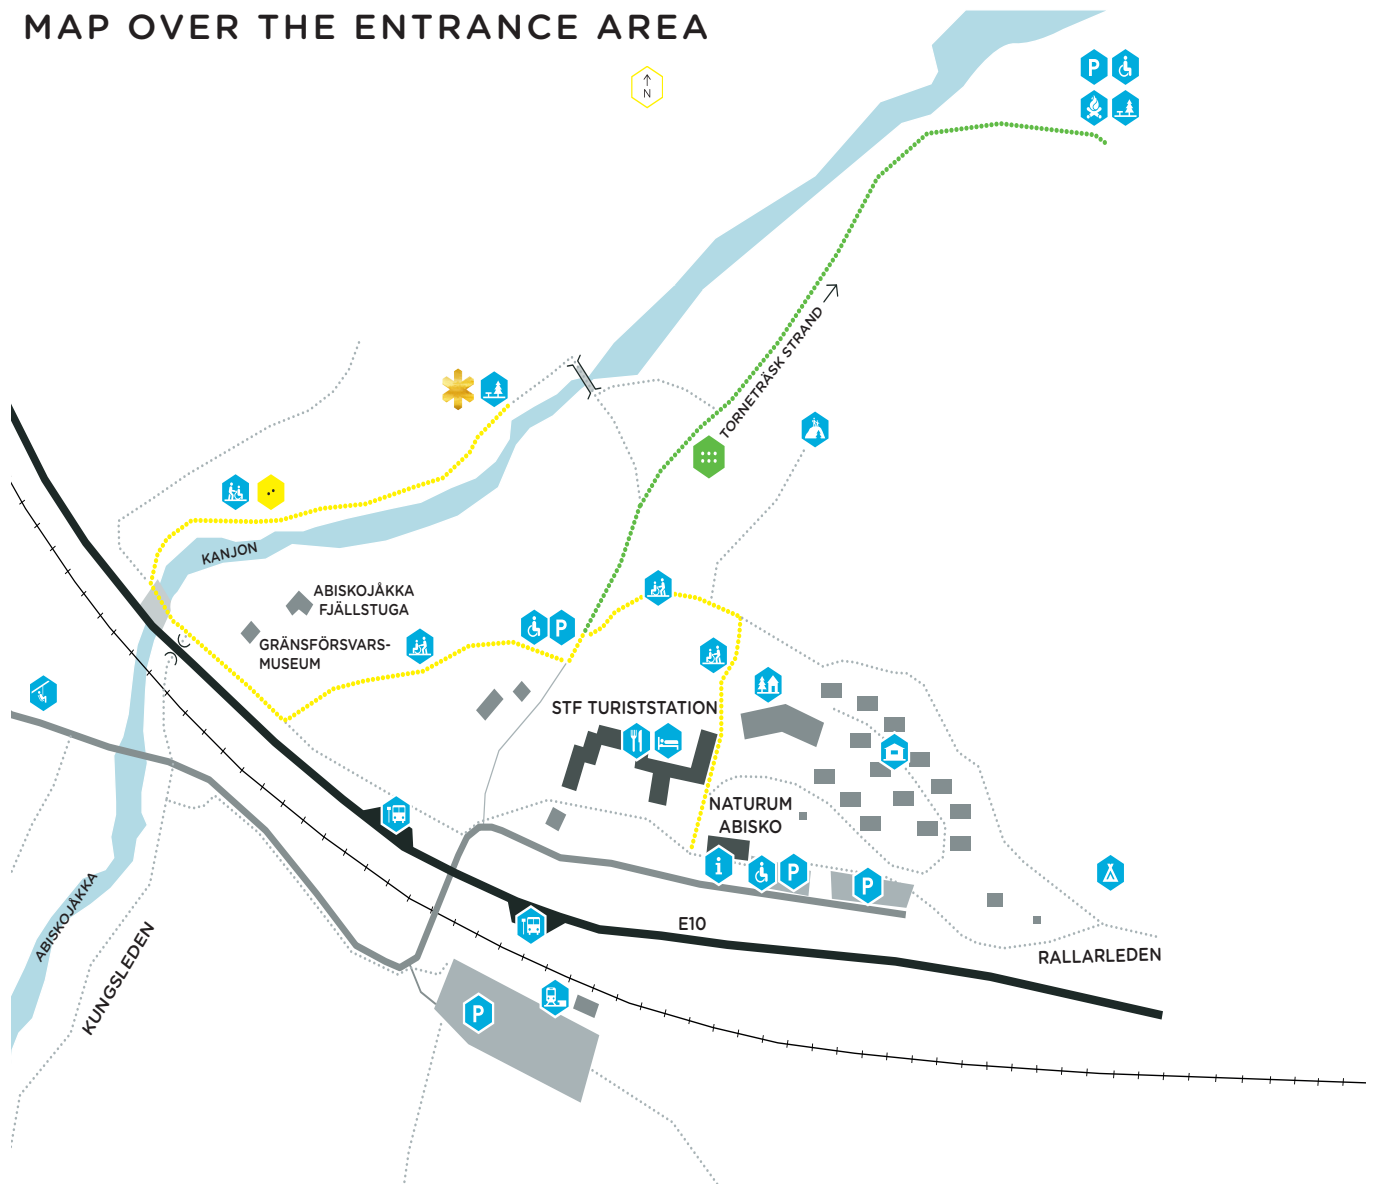 MAP OVER THE ENTRANCE AREA
N
P
TORNETRÄSK STRAND
KANJON
ABISKOJÅKKA
FJÄLLSTUGA
GRÄNSFÖRSVARS-
MUSEUM
P
STF TURISTSTATION
NATURUM
ABISKO
i
P
P
ABISKOJÅKKA
KUNGSLEDEN
E10
RALLARLEDEN
P